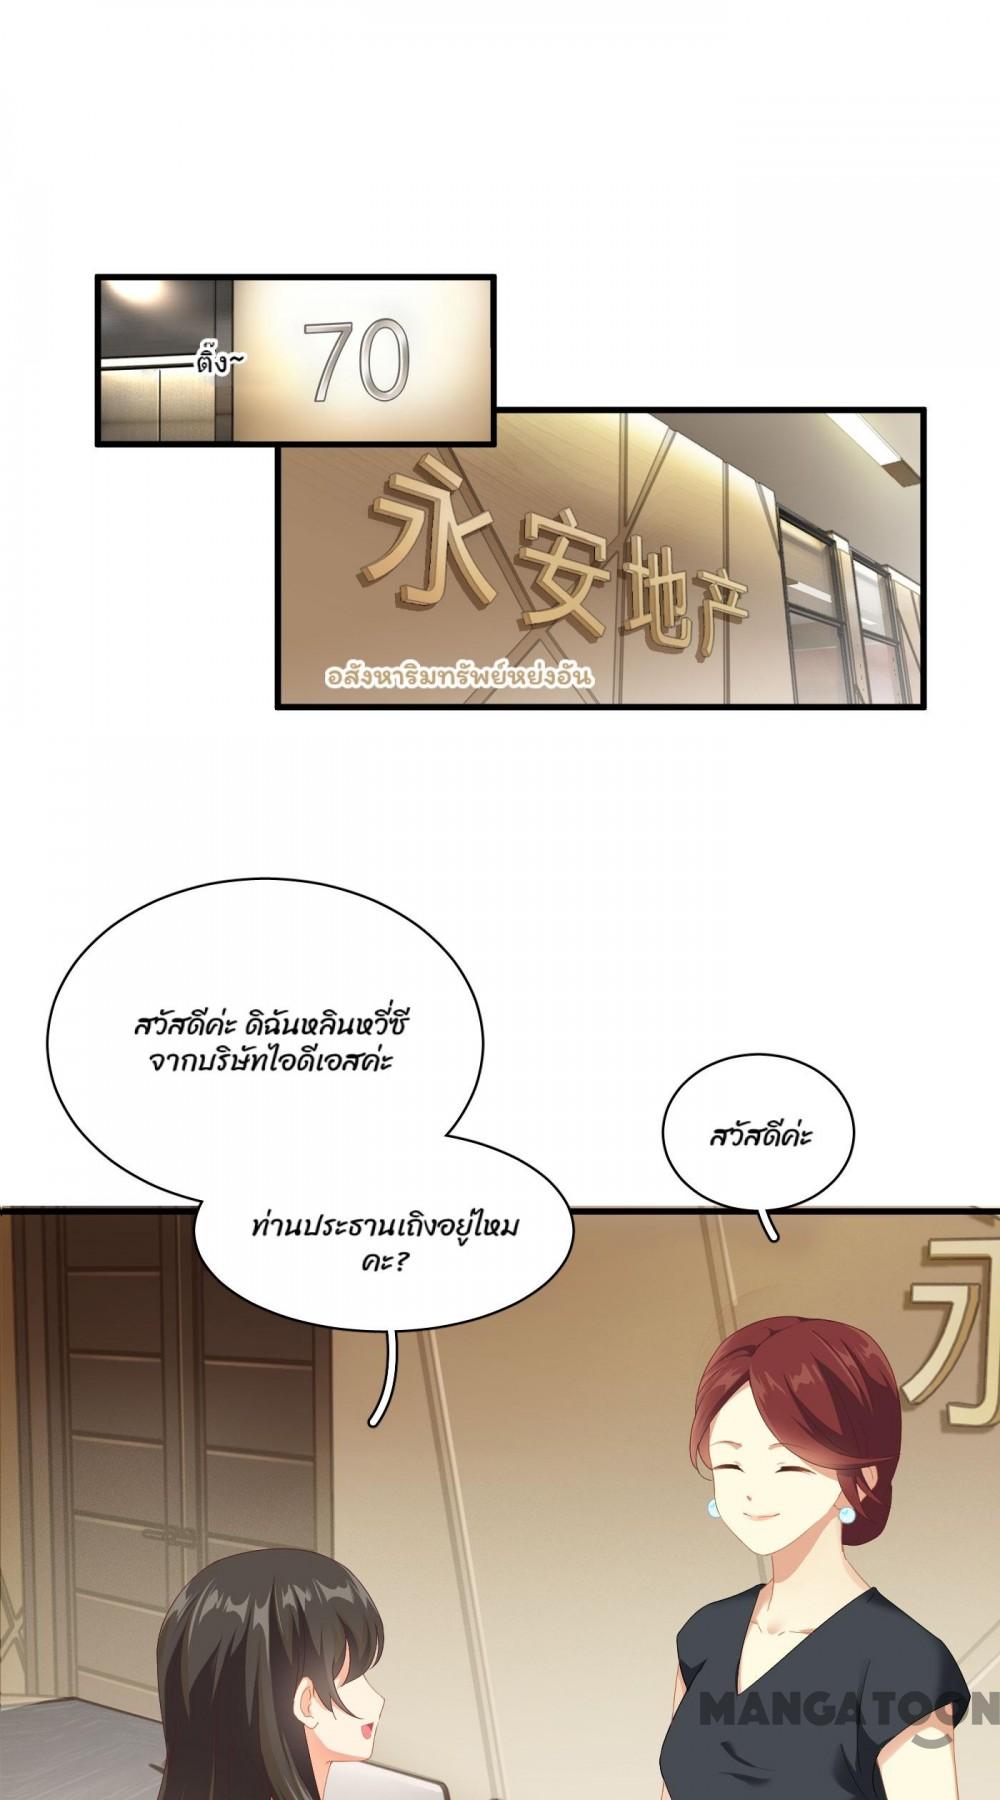 70
ติ๊ง~
永安地产
อสังหาริมทรัพย์หย่งอัน
สวัสดีค่ะ ดิฉันหลินหวี่ซี
จากบริษัทไอดีเอสค่ะ
สวัสดีค่ะ
ท่านประธานเถิงอยู่ไหม
คะ?
永
MANGATOON